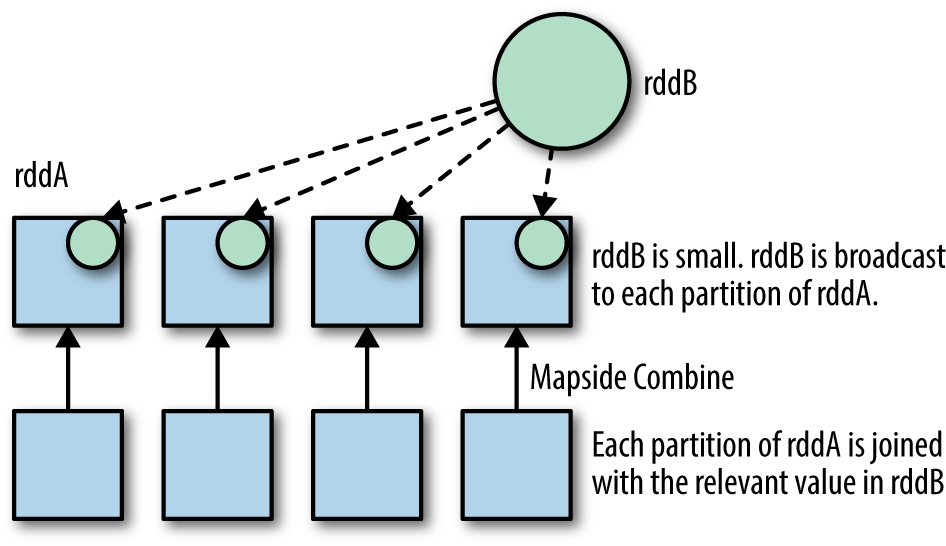 rddB
rddA
rddB is small. rddB is broadcast
to each partition of rddA.
Mapside Combine
Each partition of rddA is joined
with the relevant value in rddB